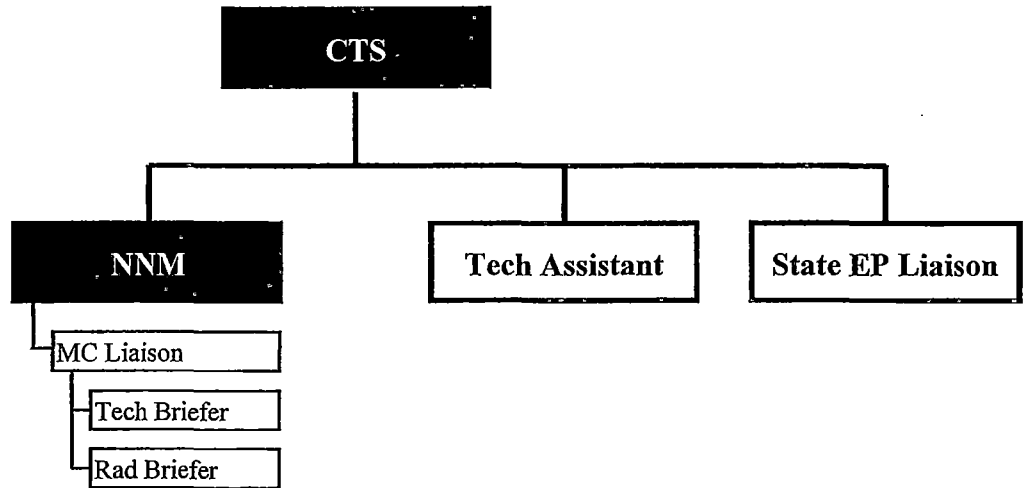 CTS
NNM
Tech Assistant
State EP Liaison
MC Liaison
Tech Briefer
Rad Briefer